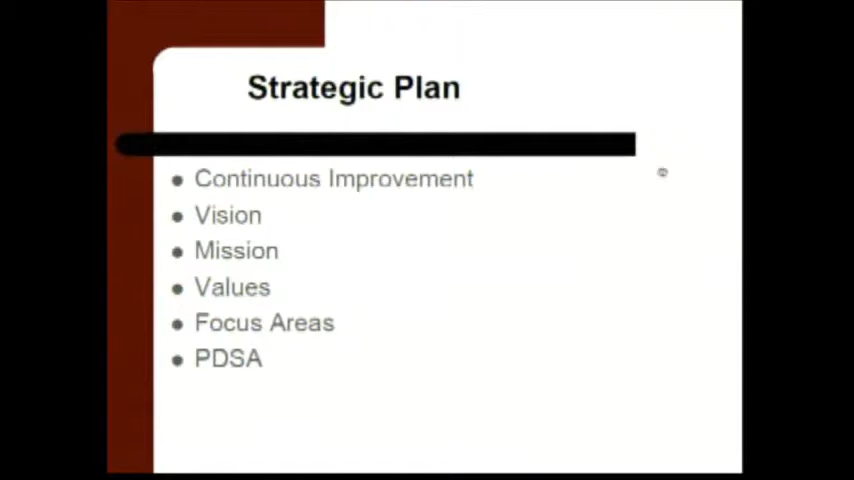 Strategic Plan
Continuous Improvement
Vision
Mission
Values
Focus Areas
PDSA